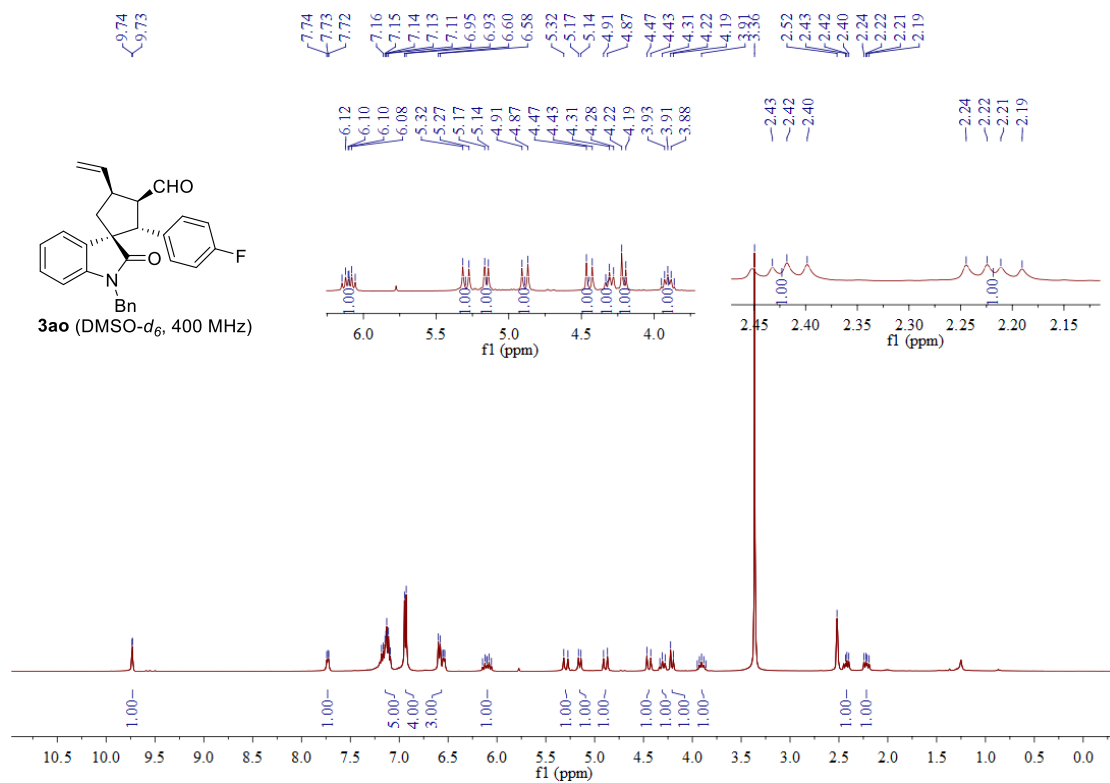 9.74 9.73 7.74 7.73 7.72 7.16 7.15 7.14 7.13 7.11 6.95 6.93 6.60 6.58 5.32 5.17 5.14 4.91 4.87 4.47 4.43 4.31 4.22 4.19 3.91 3.36 2.52 2.43 2.42 2.40 2.24 2.22 2.21 2.19
6.12 6.10 6.10 6.08 5.32 5.27 5.17 5.14 4.91 4.87 4.47 4.43 4.31 4.28 4.22 4.19 3.93 3.91 3.88
2.43 2.42 2.40 2.24 2.22 2.21 2.19
CHO
F
O
N
Bn
3ao (DMSO-d6, 400 MHz)
1.00 1.00 1.00 1.00 1.00 1.00 1.00 1.00
6.0 5.5 5.0 4.5 4.0
f1 (ppm)
1.00 1.00
2.45 2.40 2.35 2.30 2.25 2.20 2.15
f1 (ppm)
1.00 1.00 5.00 4.00 3.00 1.00 1.00 1.00 1.00 1.00 1.00 1.00 1.00 1.00 1.00
10.5 10.0 9.5 9.0 8.5 8.0 7.5 7.0 6.5 6.0 5.5 5.0 4.5 4.0 3.5 3.0 2.5 2.0 1.5 1.0 0.5 0.0
f1 (ppm)